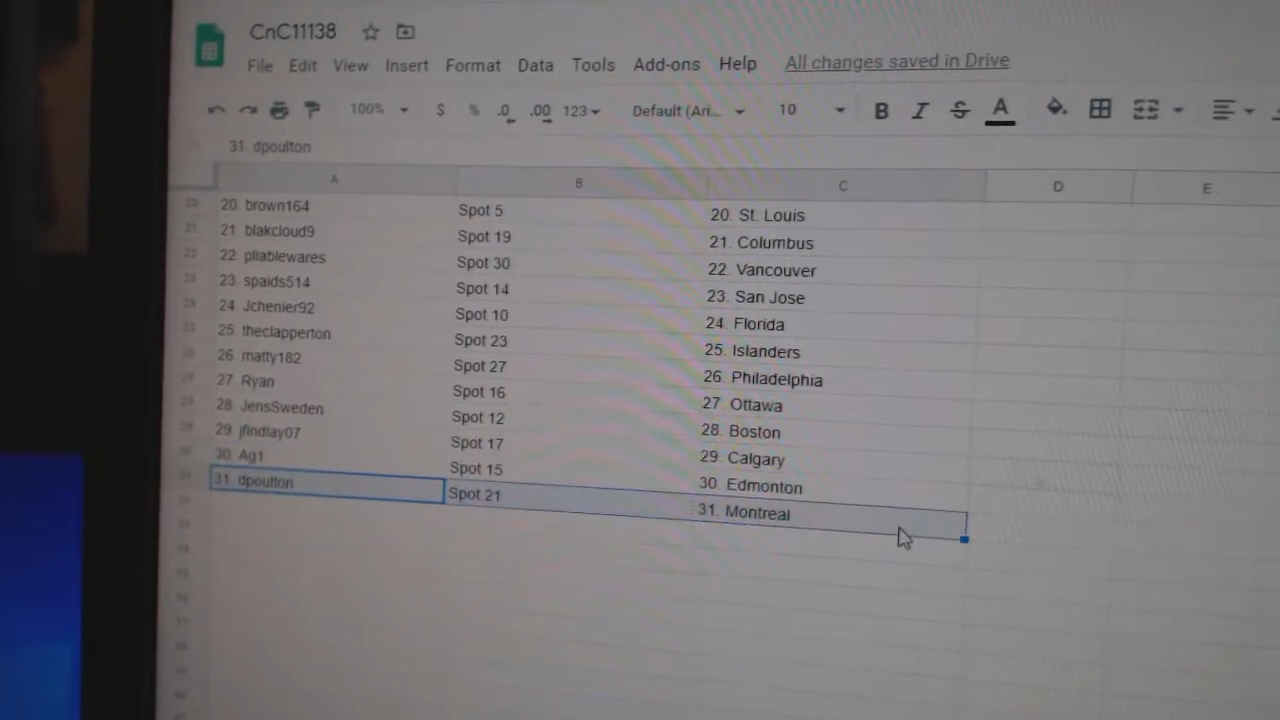 CnC11138
File Edit View Insert Format Data Tools Add-ons Help All changes saved in Drive
100% $ % .0 .00 123 Default (Ari... 10 B I S A
31. dpoulton
A B C D E
20. brown164 Spot 5 20. St. Louis
21. blakcloud9 Spot 19 21. Columbus
22. pliablewares Spot 30 22. Vancouver
23. spaids514 Spot 14 23. San Jose
24. Jchenier92 Spot 10 24. Florida
25. theclapperton Spot 23 25. Islanders
26. matty182 Spot 27 26. Philadelphia
27. Ryan Spot 16 27. Ottawa
28. JensSweden Spot 12 28. Boston
29. jfindlay07 Spot 17 29. Calgary
30. Ag1 Spot 15 30. Edmonton
31. dpoulton Spot 21 31. Montreal